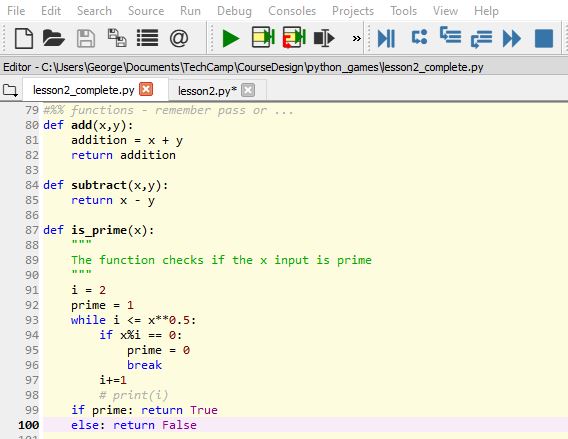 File Edit Search Source Run Debug Consoles Projects Tools View Help
@ »
Editor - C:\Users\George\Documents\TechCamp\CourseDesign\python_games\lesson2_complete.py
lesson2_complete.py lesson2.py*
79 #%% functions - remember pass or ...
80 def add(x,y):
81     addition = x + y
82     return addition
83
84 def subtract(x,y):
85     return x - y
86
87 def is_prime(x):
88     """
89     The function checks if the x input is prime
90     """
91     i = 2
92     prime = 1
93     while i <= x**0.5:
94         if x%i == 0:
95             prime = 0
96             break
97         i+=1
98         # print(i)
99     if prime: return True
100     else: return False
101